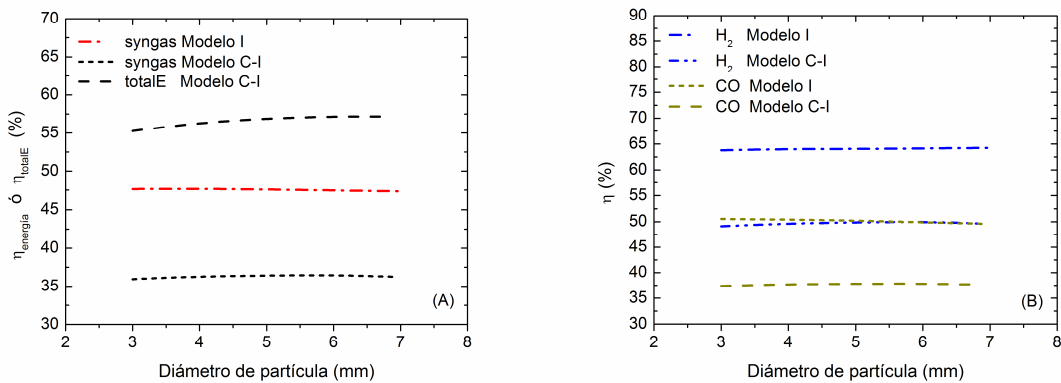 70
65
60
55
50
45
40
35
30
2 3 4 5 6 7 8
η energía ó η totalE (%)
Diámetro de partícula (mm)
syngas Modelo I
syngas Modelo C-I
totalE Modelo C-I
(A)
90
85
80
75
70
65
60
55
50
45
40
35
30
2 3 4 5 6 7 8
η (%)
Diámetro de partícula (mm)
H2 Modelo I
H2 Modelo C-I
CO Modelo I
CO Modelo C-I
(B)